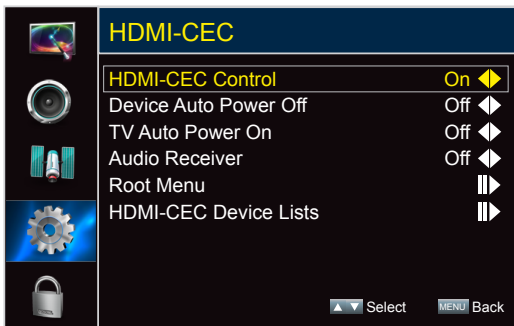 HDMI-CEC
HDMI-CEC Control On
Device Auto Power Off Off
TV Auto Power On Off
Audio Receiver Off
Root Menu
HDMI-CEC Device Lists
Select MENU Back